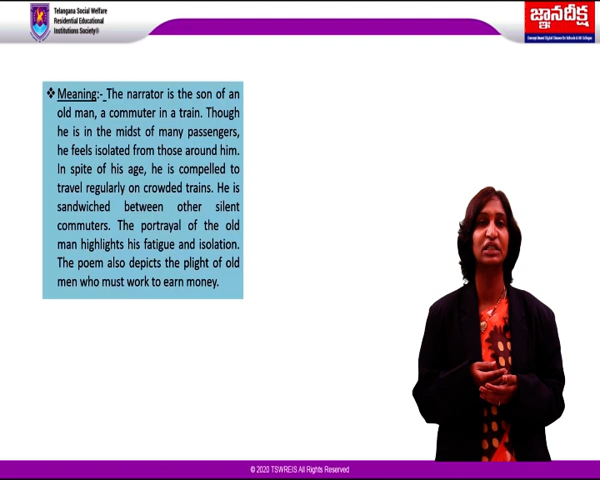 Telangana Social Welfare
Residential Educational
Institutions Society®
జ్ఞానదీక్ష
❖ Meaning:- The narrator is the son of an
old man, a commuter in a train. Though
he is in the midst of many passengers,
he feels isolated from those around him.
In spite of his age, he is compelled to
travel regularly on crowded trains. He is
sandwiched between other silent
commuters. The portrayal of the old
man highlights his fatigue and isolation.
The poem also depicts the plight of old
men who must work to earn money.
© 2020 TSWREIS All Rights Reserved